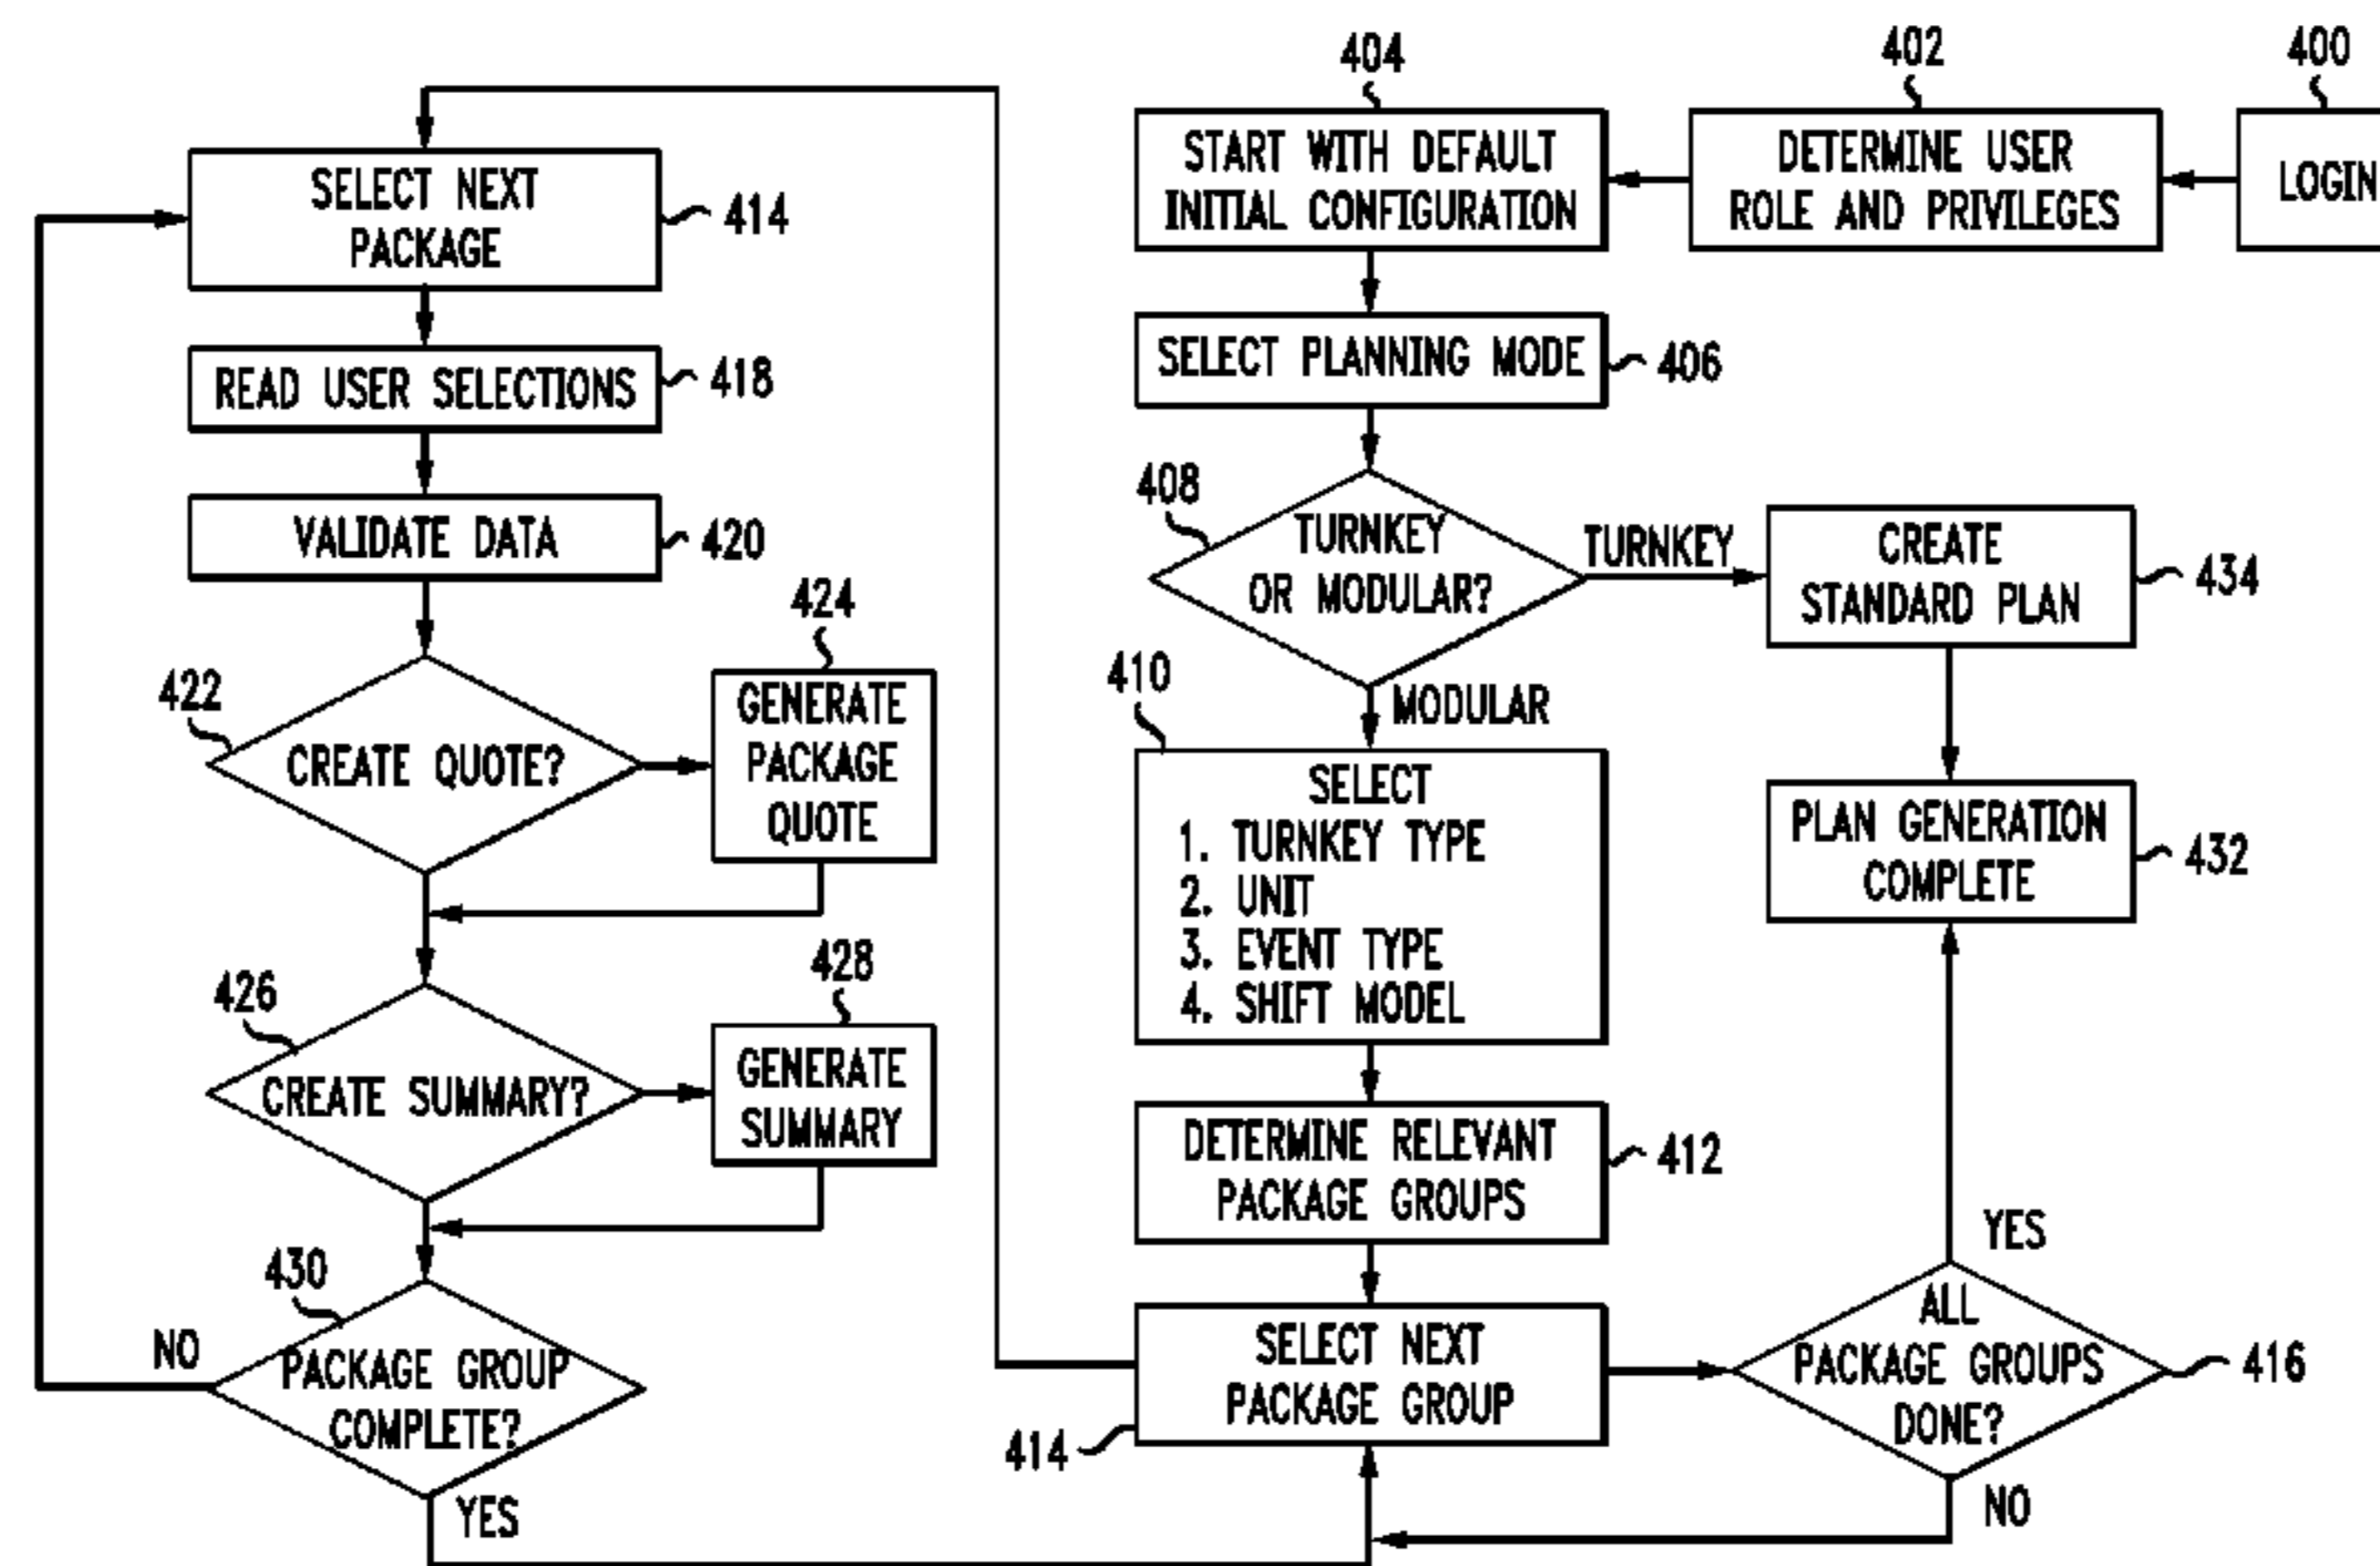 404
402
400
START WITH DEFAULT
INITIAL CONFIGURATION
DETERMINE USER
ROLE AND PRIVILEGES
LOGIN
SELECT NEXT
PACKAGE
414
READ USER SELECTIONS
418
VALIDATE DATA
420
422
CREATE QUOTE?
424
GENERATE
PACKAGE
QUOTE
426
CREATE SUMMARY?
428
GENERATE
SUMMARY
430
NO
PACKAGE GROUP
COMPLETE?
YES
SELECT PLANNING MODE
406
408
TURNKEY
OR MODULAR?
TURNKEY
MODULAR
CREATE
STANDARD PLAN
434
410
SELECT
1. TURNKEY TYPE
2. UNIT
3. EVENT TYPE
4. SHIFT MODEL
PLAN GENERATION
COMPLETE
432
DETERMINE RELEVANT
PACKAGE GROUPS
412
SELECT NEXT
PACKAGE GROUP
414
YES
ALL
PACKAGE GROUPS
DONE?
416
NO